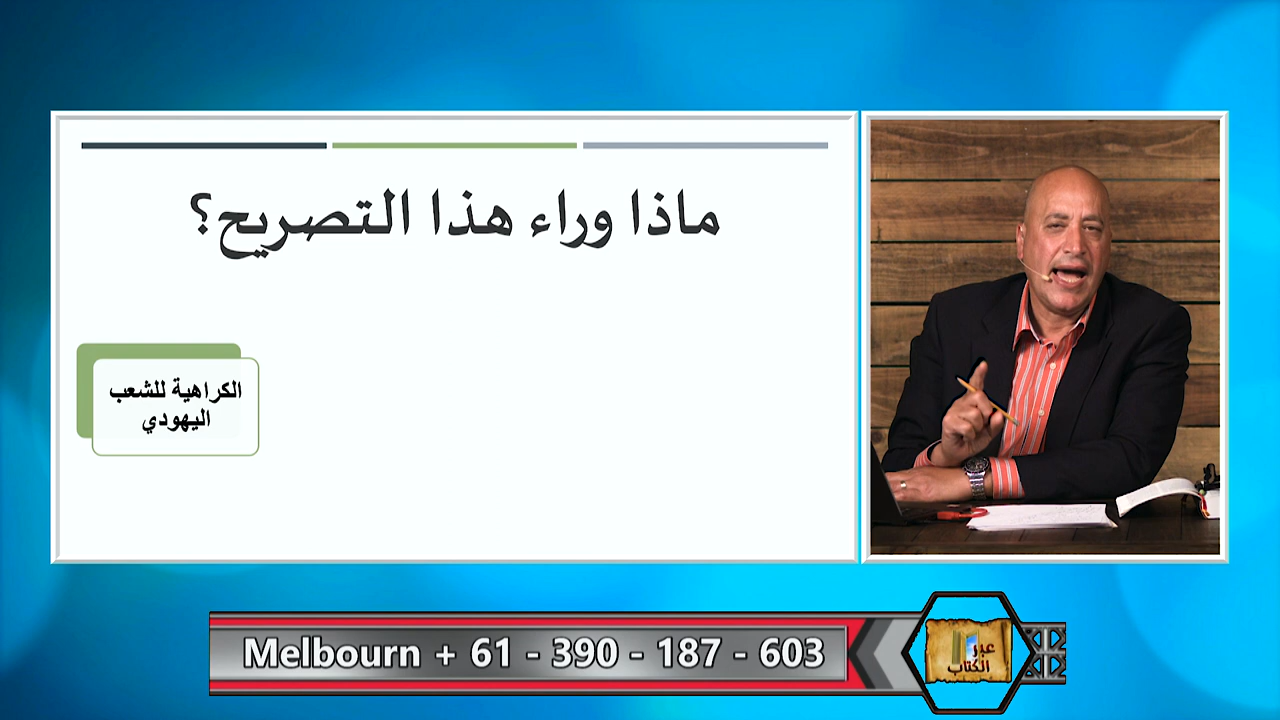 ماذا وراء هذا التصريح؟
الكراهية للشعب
اليهودي
Melbourn + 61 - 390 - 187 - 603
عبر
الكتاب